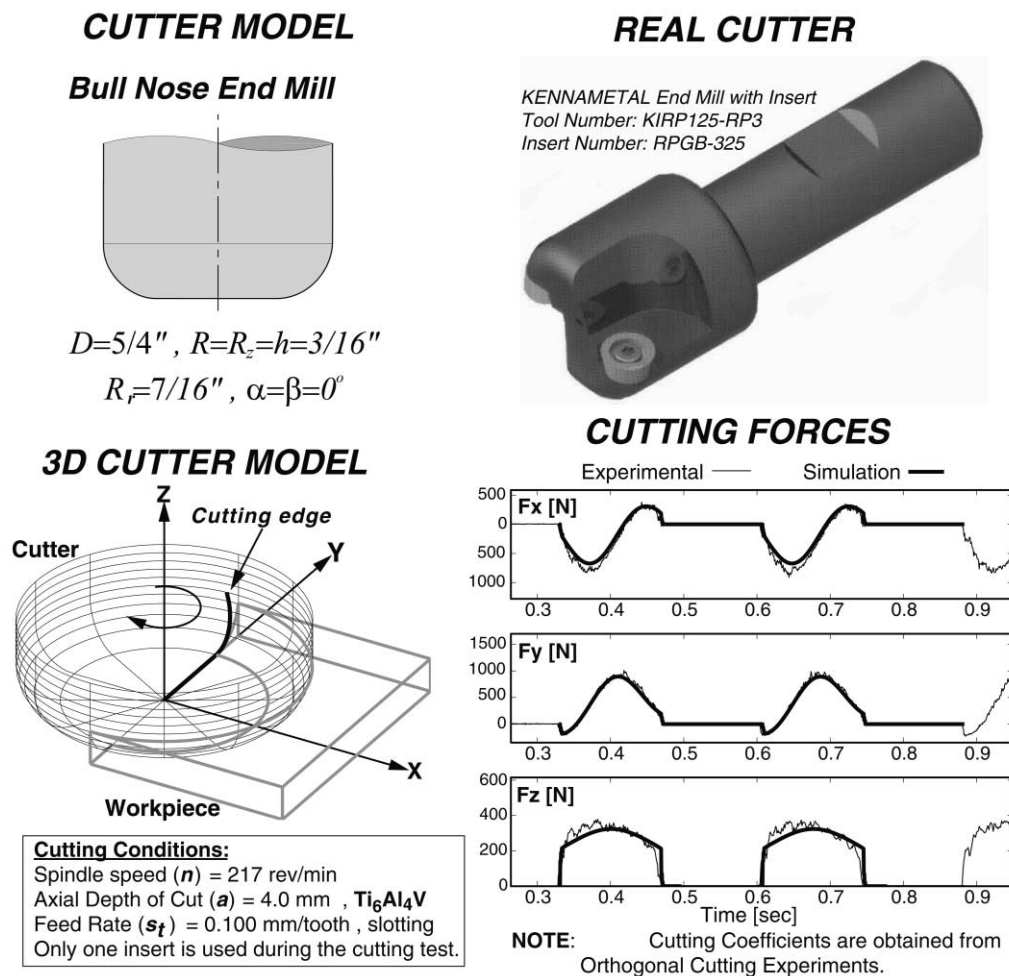 CUTTER MODEL
Bull Nose End Mill
D=5/4" , R=R_z=h=3/16"
R_r=7/16" , α=β=0°
REAL CUTTER
KENNAMETAL End Mill with Insert
Tool Number: KIRP125-RP3
Insert Number: RPGB-325
3D CUTTER MODEL
Z
Cutting edge
Y
Cutter
X
Workpiece
Cutting Conditions:
Spindle speed (n) = 217 rev/min
Axial Depth of Cut (a) = 4.0 mm , Ti₆Al₄V
Feed Rate (s_t) = 0.100 mm/tooth , slotting
Only one insert is used during the cutting test.
CUTTING FORCES
Experimental Simulation
Fx [N]
500
0
500
1000
0.3 0.4 0.5 0.6 0.7 0.8 0.9
Fy [N]
1500
1000
500
0
0.3 0.4 0.5 0.6 0.7 0.8 0.9
Fz [N]
600
400
200
0
0.3 0.4 0.5 0.6 0.7 0.8 0.9
Time [sec]
NOTE: Cutting Coefficients are obtained from
Orthogonal Cutting Experiments.